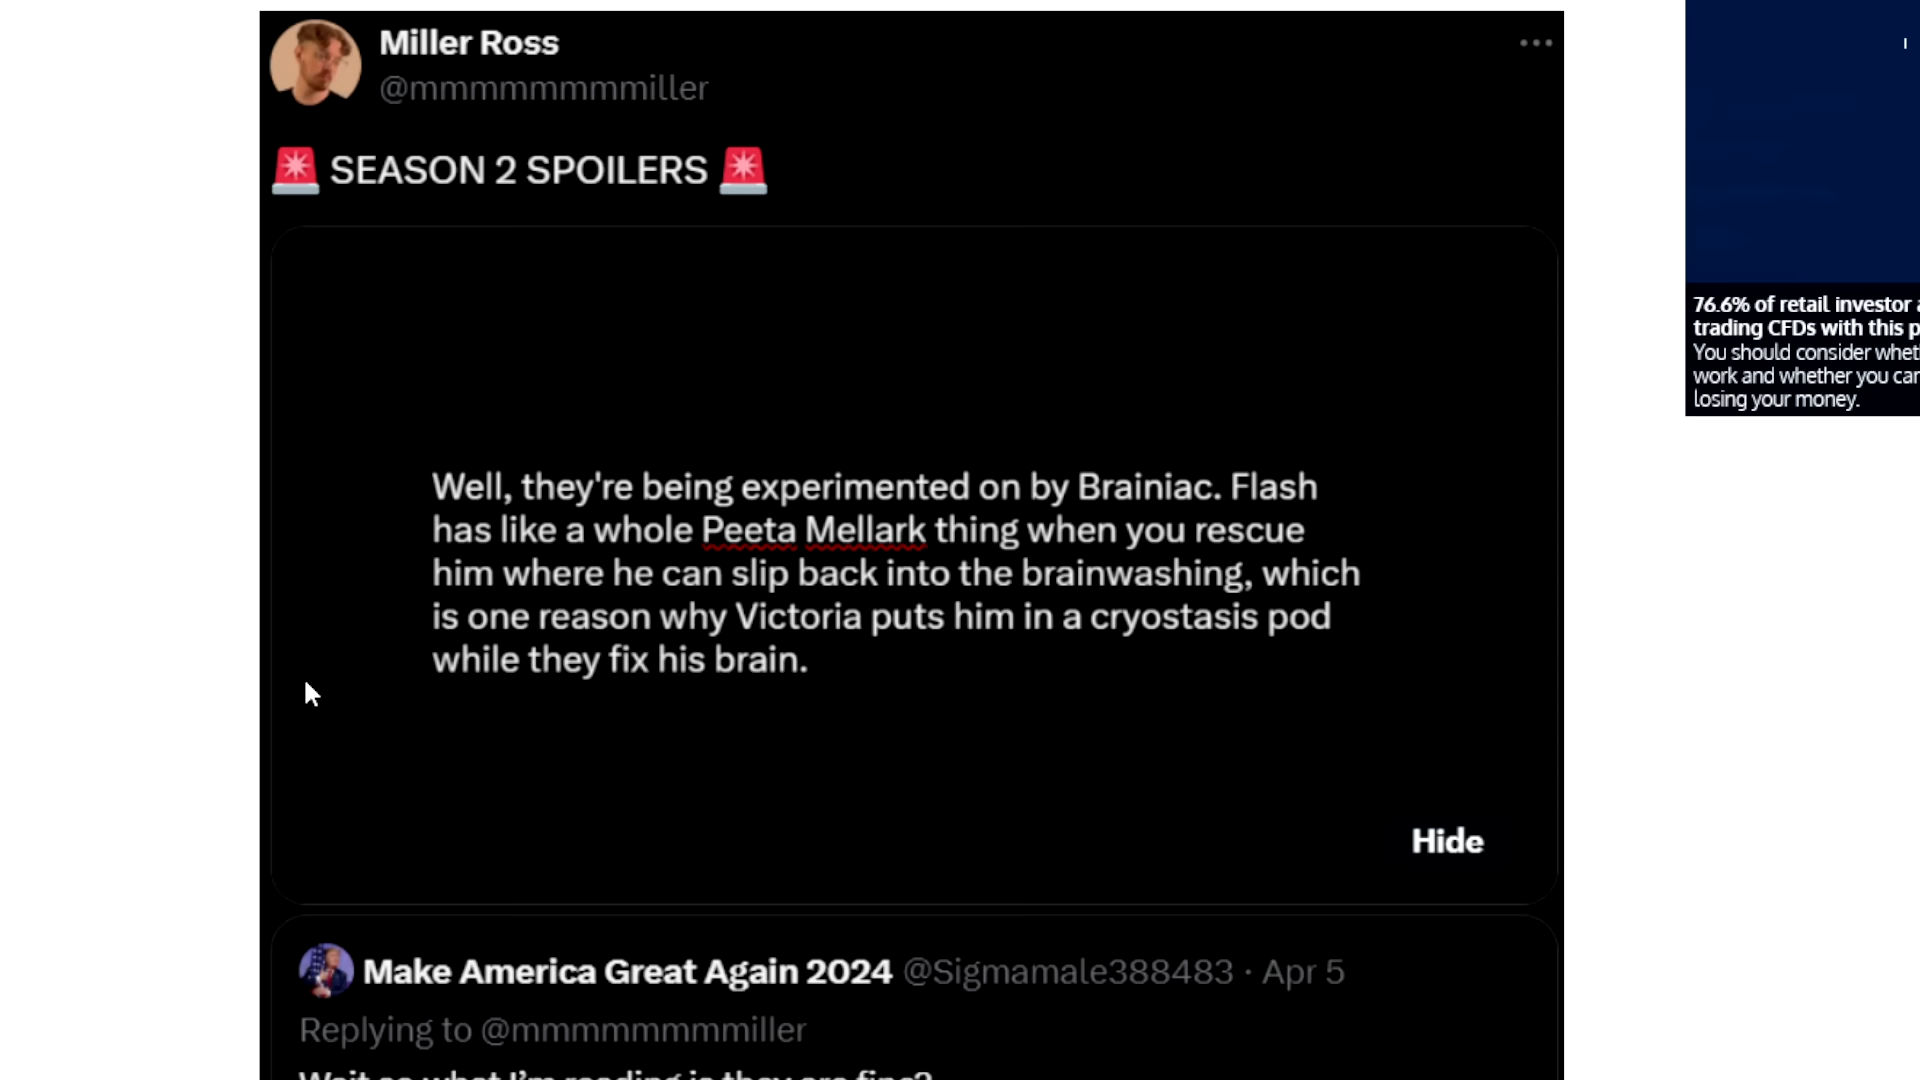 Miller Ross
@mmmmmmmmiller
🚨 SEASON 2 SPOILERS 🚨
Well, they're being experimented on by Brainiac. Flash
has like a whole Peeta Mellark thing when you rescue
him where he can slip back into the brainwashing, which
is one reason why Victoria puts him in a cryostasis pod
while they fix his brain.
Hide
Make America Great Again 2024 @Sigmamale388483 · Apr 5
Replying to @mmmmmmmmiller
Wait so what I'm reading is they are fine?
76.6% of retail investor
trading CFDs with this
You should consider
work and whether you
losing your money.